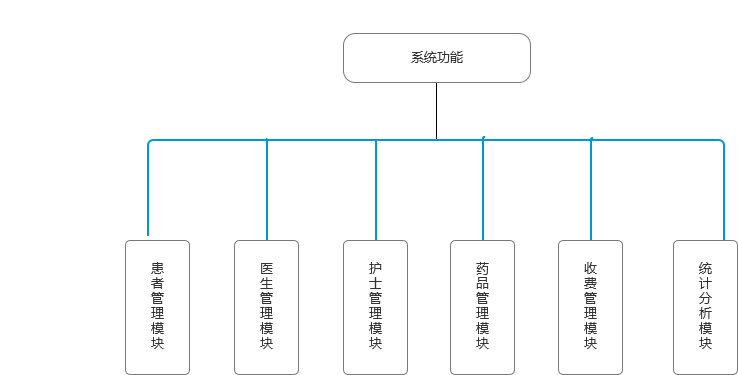 系统功能
患者管理模块
医生管理模块
护士管理模块
药品管理模块
收费管理模块
统计分析模块